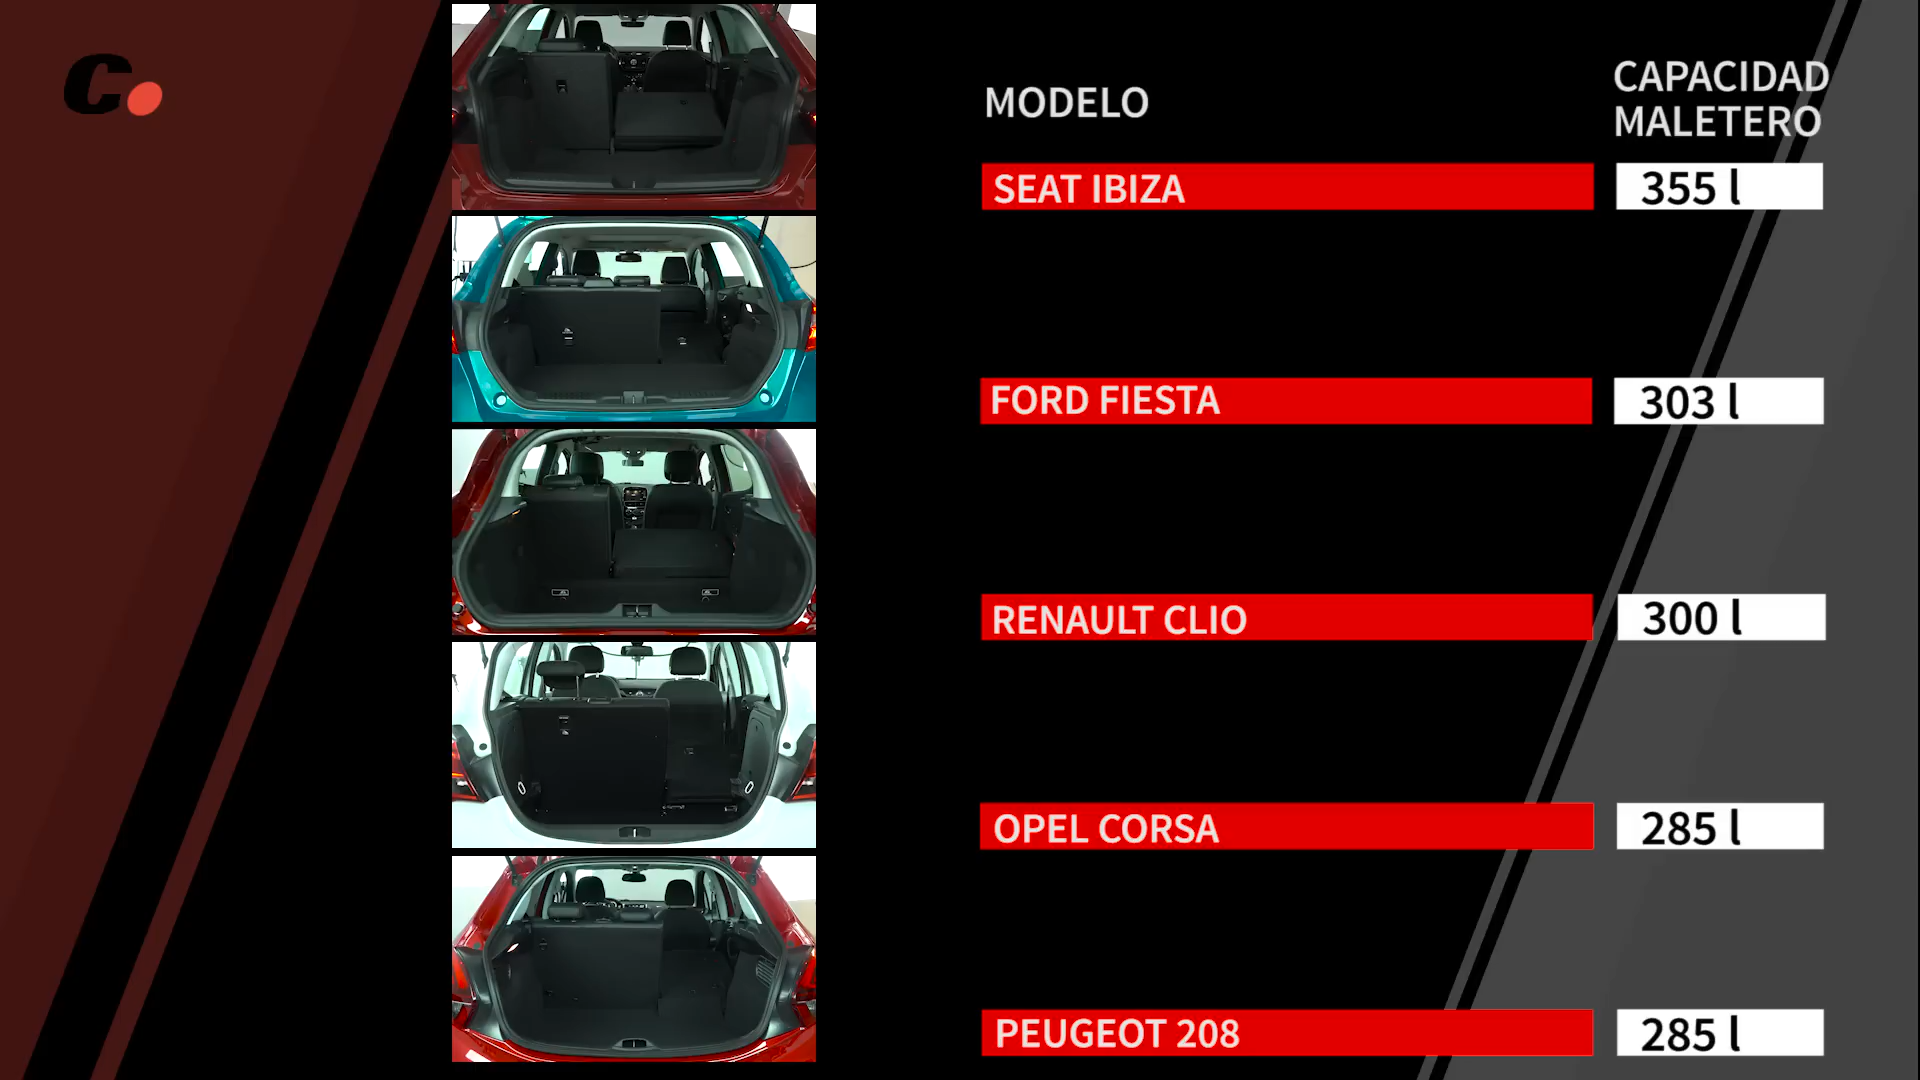 C.
MODELO
CAPACIDAD
MALETERO
SEAT IBIZA 355 l
FORD FIESTA 303 l
RENAULT CLIO 300 l
OPEL CORSA 285 l
PEUGEOT 208 285 l